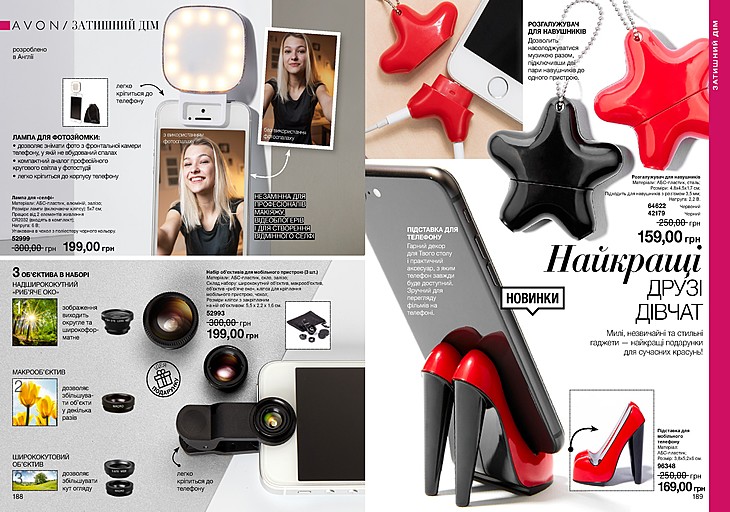 AVON / ЗАТИШНИЙ ДІМ
розроблено
в Англії
легко
кріпиться до
телефону
ЛАМПА ДЛЯ ФОТОЗЙОМКИ:
• дозволяє знімати фото з фронтальної камери
телефону, у якій не вбудований спалах
• компактний аналог професійного
кругового світла у фотостудії
• легко кріпиться до корпусу телефону
Лампа для «селфі»
Матеріали: АБС-пластик, алюміній, залізо;
Розміри лампи (включаючи кліпсу): 5х7 см;
Працює від 2 елементів живлення
CR2032 (входять в комплект);
Напруга: 6 В;
Упакована в чохол з поліестеру чорного кольору.
52999
300,00 грн 199,00 грн
з використанням
фотоспалаху
без використання
фотоспалаху
НЕЗАМІННА ДЛЯ
ПРОФЕСІОНАЛІВ
МАКІЯЖУ,
ВІДЕОБЛОГЕРІВ
І ДЛЯ СТВОРЕННЯ
ВІДМІННОГО СЕЛФІ
3 ОБ'ЄКТИВА В НАБОРІ
НАДШИРОКОКУТНИЙ
«РИБ'ЯЧЕ ОКО»
1
зображення
виходить
округле та
широкофор-
матне
МАКРООБ'ЄКТИВ
2
дозволяє
збільшува-
ти об'єкти
у декілька
разів
MACRO
ШИРОКОКУТОВИЙ
ОБ'ЄКТИВ
3
дозволяє
збільшувати
кут огляду
188
Набір об'єктивів для мобільного пристрою (3 шт.)
Матеріали: АБС-пластик, скло, залізо;
Склад набору: ширококутний об'єктив, макрооб'єктив,
об'єктив «риб'яче око», кліпса для кріплення
мобільного пристрою, чохол;
Розміри кліпси з закріпленим
на ній об'єктивом: 5,5 х 2,2 х 1,6 см.
52993
300,00 грн
199,00 грн
ПОДАРУНКУ
легко
кріпиться до
телефону
РОЗГАЛУЖУВАЧ
ДЛЯ НАВУШНИКІВ
Дозволить
насолоджуватися
музикою разом,
підключивши дві
пари навушників до
одного пристрою.
ЗАТИШНИЙ ДІМ
Розгалужувач для навушників
Матеріали: АБС-пластик, сталь;
Розміри: 4,8х4,5х1,7 см;
Підходить для навушників з роз'ємом 3,5 мм;
Напруга: 2,2 В.
64622 Червоний
42179 Чорний
250,00 грн
159,00 грн
Найкращі
ДРУЗІ
ДІВЧАТ
Милі, незвичайні та стильні
гаджети — найкращі подарунки
для сучасних красунь!
ПІДСТАВКА ДЛЯ
ТЕЛЕФОНУ
Гарний декор
для Твого столу
і практичний
аксесуар, з яким
телефон завжди
буде доступний.
Зручний для
перегляду
фільмів на
телефоні.
НОВИНКИ
Підставка для
мобільного
телефону
Матеріал:
АБС-пластик.
Розмір: 3,8х5,2х6 см
96348
250,00 грн
169,00 грн
189